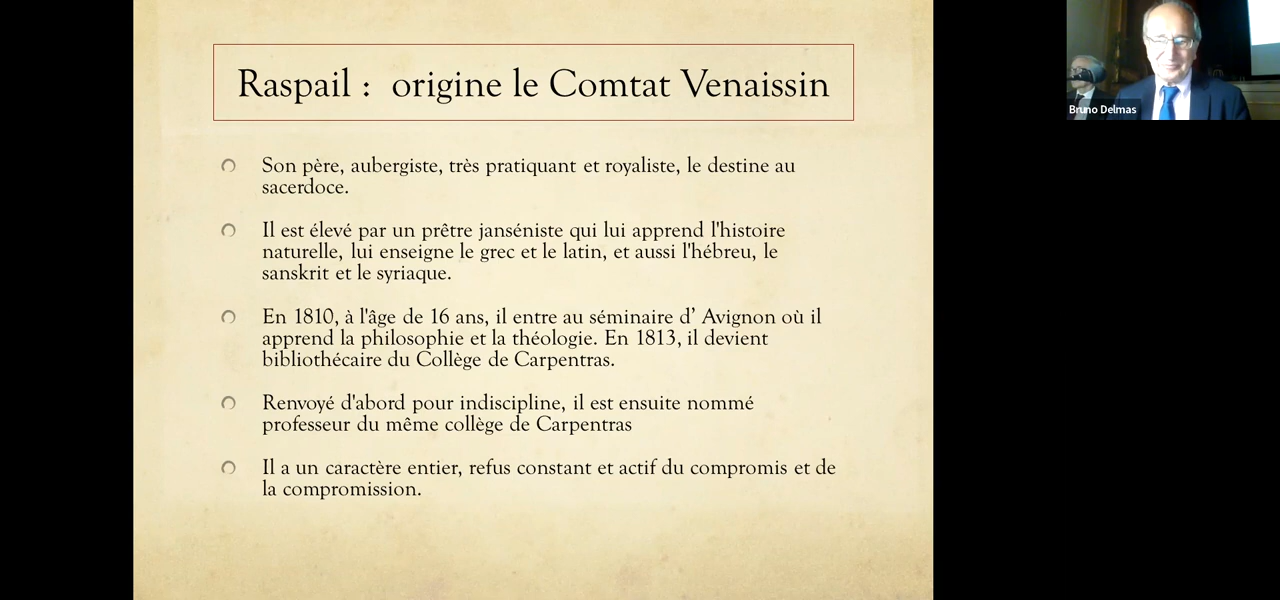 Raspail :  origine le Comtat Venaissin
Son père, aubergiste, très pratiquant et royaliste, le destine au
sacerdoce.
Il est élevé par un prêtre janséniste qui lui apprend l'histoire
naturelle, lui enseigne le grec et le latin, et aussi l'hébreu, le
sanskrit et le syriaque.
En 1810, à l'âge de 16 ans, il entre au séminaire d’ Avignon où il
apprend la philosophie et la théologie. En 1813, il devient
bibliothécaire du Collège de Carpentras.
Renvoyé d'abord pour indiscipline, il est ensuite nommé
professeur du même collège de Carpentras
Il a un caractère entier, refus constant et actif du compromis et de
la compromission.
Bruno Delmas